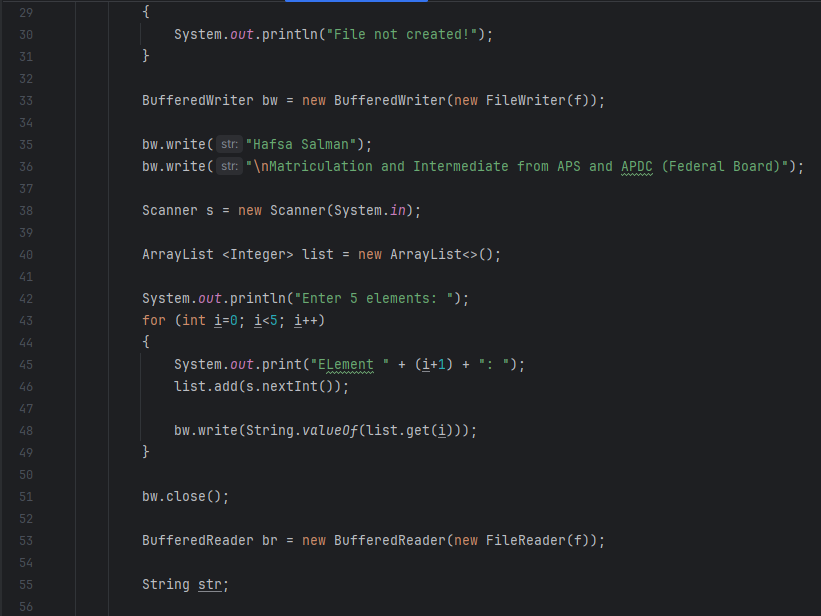 29 {
30 System.out.println("File not created!");
31 }
32
33 BufferedWriter bw = new BufferedWriter(new FileWriter(f));
34
35 bw.write( str: "Hafsa Salman");
36 bw.write( str: "\nMatriculation and Intermediate from APS and APDC (Federal Board)");
37
38 Scanner s = new Scanner(System.in);
39
40 ArrayList <Integer> list = new ArrayList<>();
41
42 System.out.println("Enter 5 elements: ");
43 for (int i=0; i<5; i++)
44 {
45 System.out.print("ELement " + (i+1) + ": ");
46 list.add(s.nextInt());
47
48 bw.write(String.valueOf(list.get(i)));
49 }
50
51 bw.close();
52
53 BufferedReader br = new BufferedReader(new FileReader(f));
54
55 String str;
56